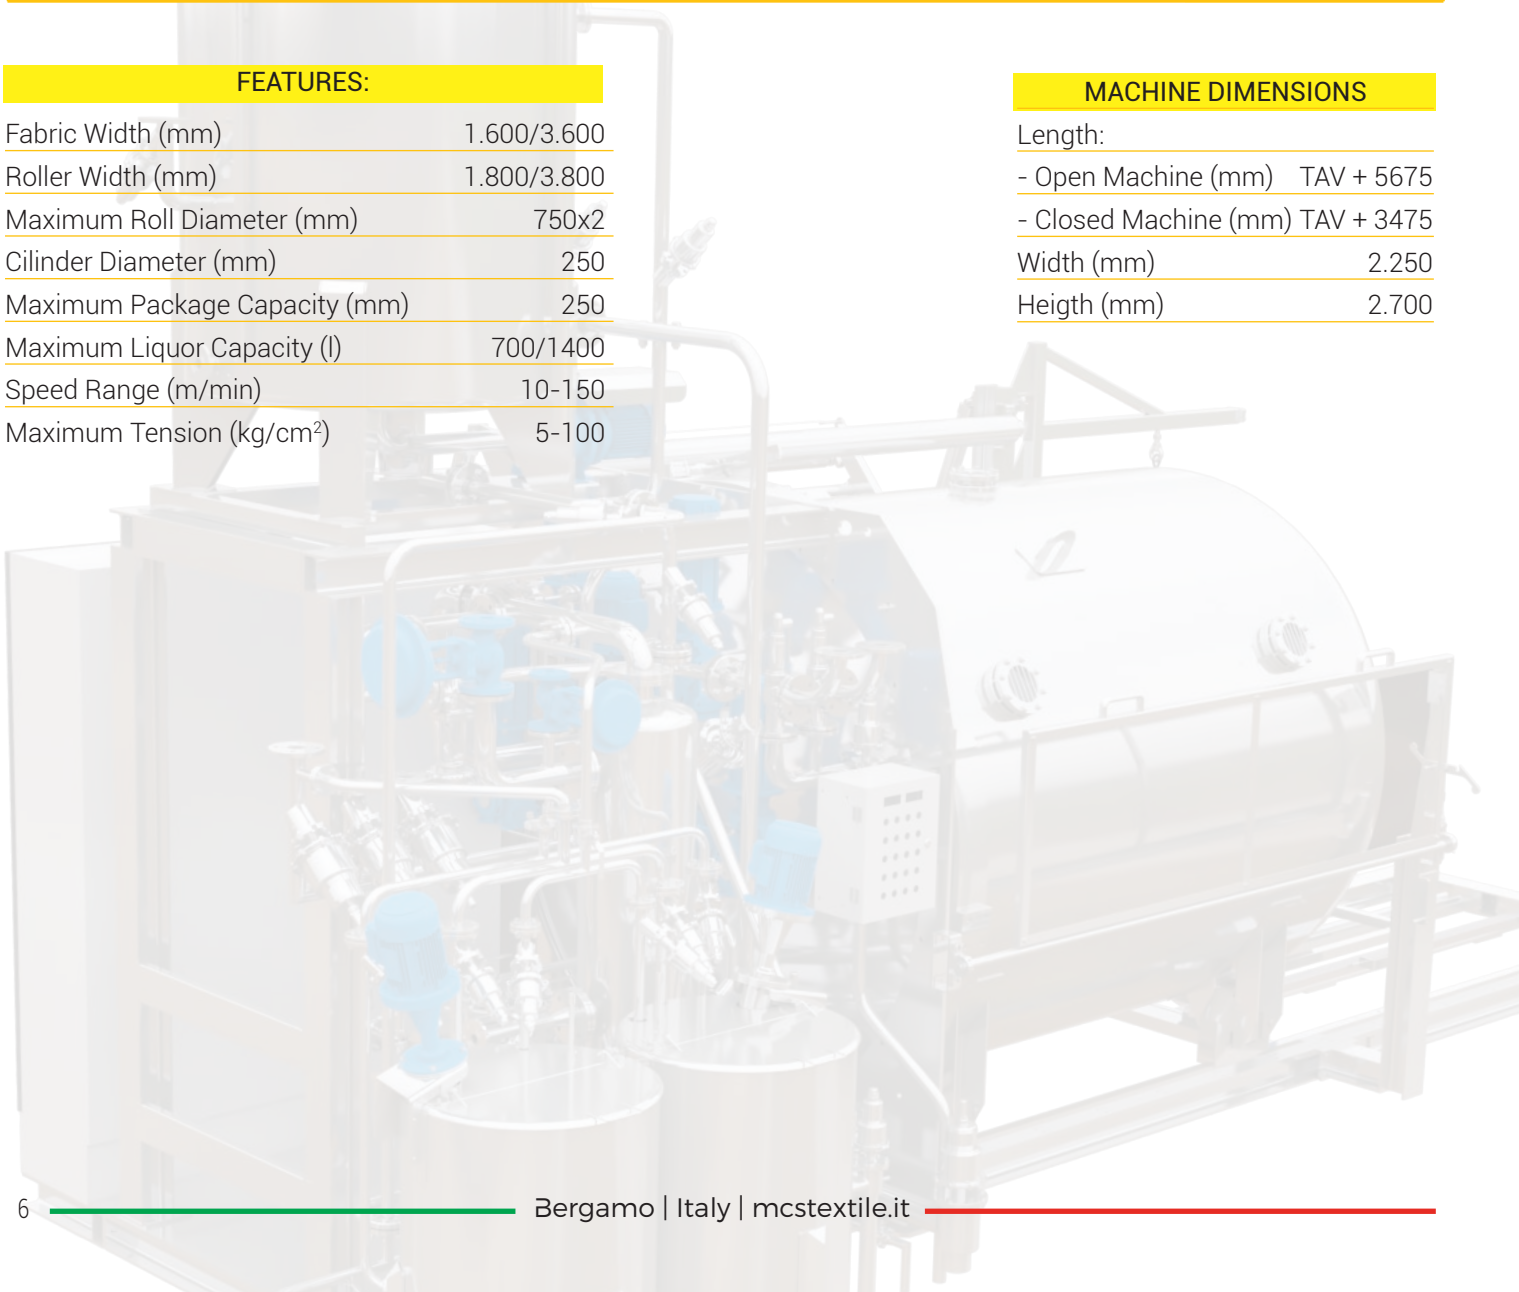 FEATURES:
Fabric Width (mm) 1.600/3.600
Roller Width (mm) 1.800/3.800
Maximum Roll Diameter (mm) 750x2
Cilinder Diameter (mm) 250
Maximum Package Capacity (mm) 250
Maximum Liquor Capacity (l) 700/1400
Speed Range (m/min) 10-150
Maximum Tension (kg/cm²) 5-100
MACHINE DIMENSIONS
Length:
- Open Machine (mm) TAV + 5675
- Closed Machine (mm) TAV + 3475
Width (mm) 2.250
Heigth (mm) 2.700
6
Bergamo | Italy | mcstextile.it